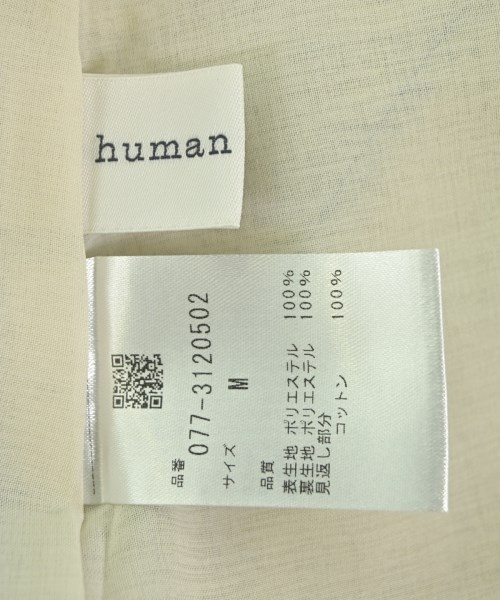 human
品番
077-3120502
サイズ
M
品質
表生地 ポリエステル 100%
裏生地 ポリエステル 100%
見返し部分
コットン 100%